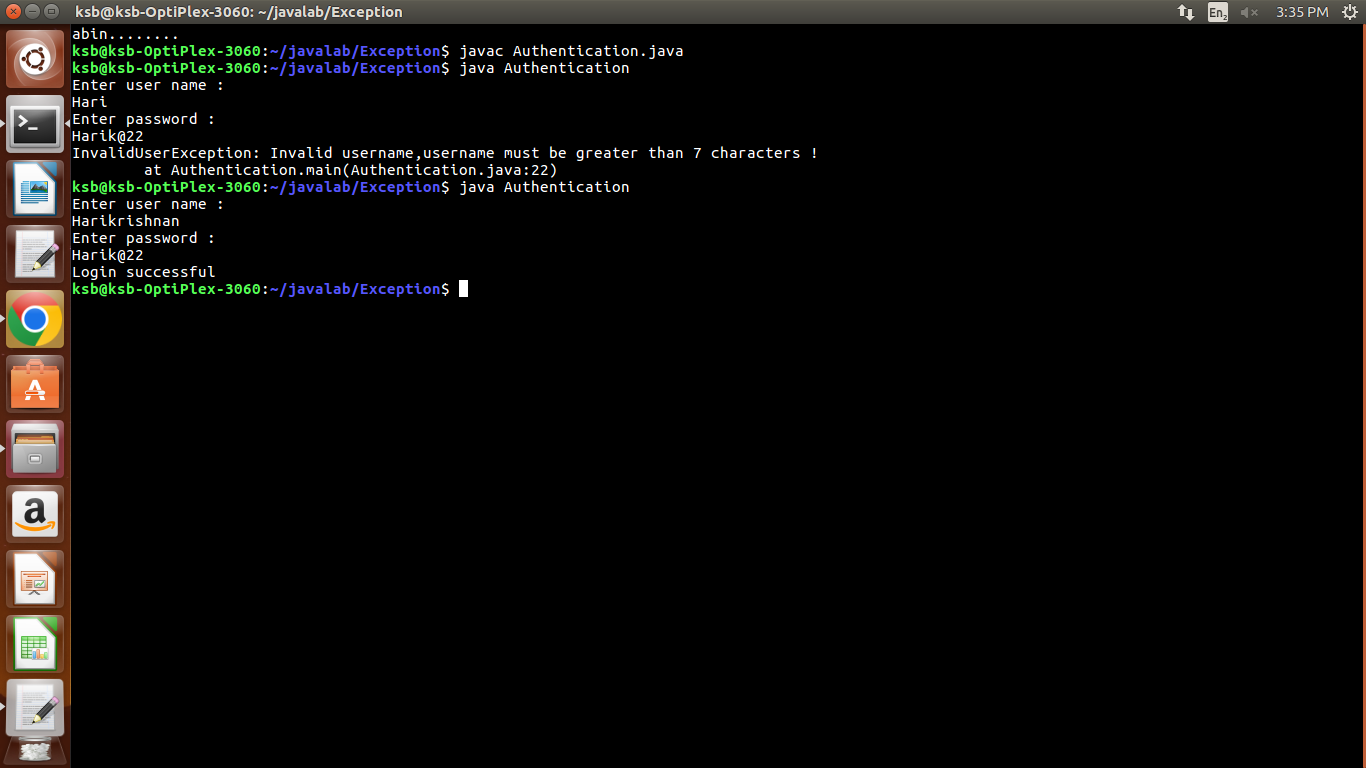 ksb@ksb-OptiPlex-3060: ~/javalab/Exception
En2
3:35 PM
abin........
ksb@ksb-OptiPlex-3060:~/javalab/Exception$ javac Authentication.java
ksb@ksb-OptiPlex-3060:~/javalab/Exception$ java Authentication
Enter user name :
Hari
Enter password :
Harik@22
InvalidUserException: Invalid username,username must be greater than 7 characters !
        at Authentication.main(Authentication.java:22)
ksb@ksb-OptiPlex-3060:~/javalab/Exception$ java Authentication
Enter user name :
Harikrishnan
Enter password :
Harik@22
Login successful
ksb@ksb-OptiPlex-3060:~/javalab/Exception$